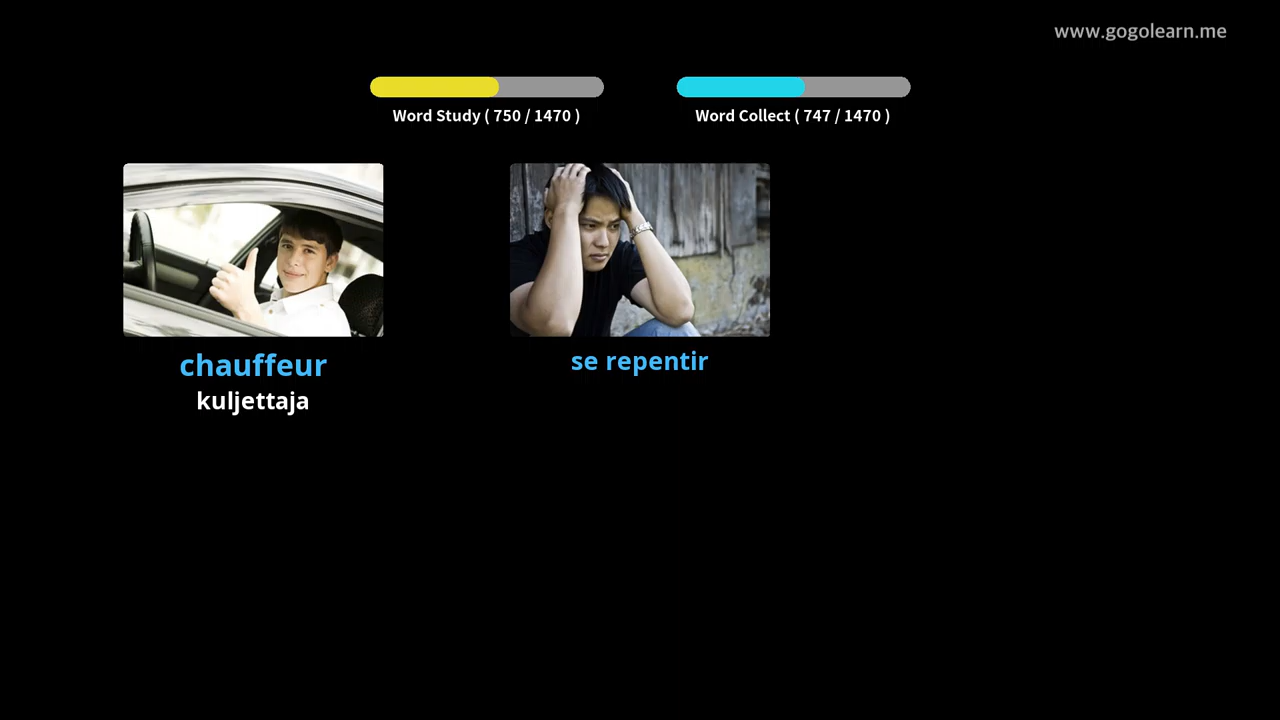 www.gogolearn.me
Word Study ( 750 / 1470 )
Word Collect ( 747 / 1470 )
chauffeur
kuljettaja
se repentir